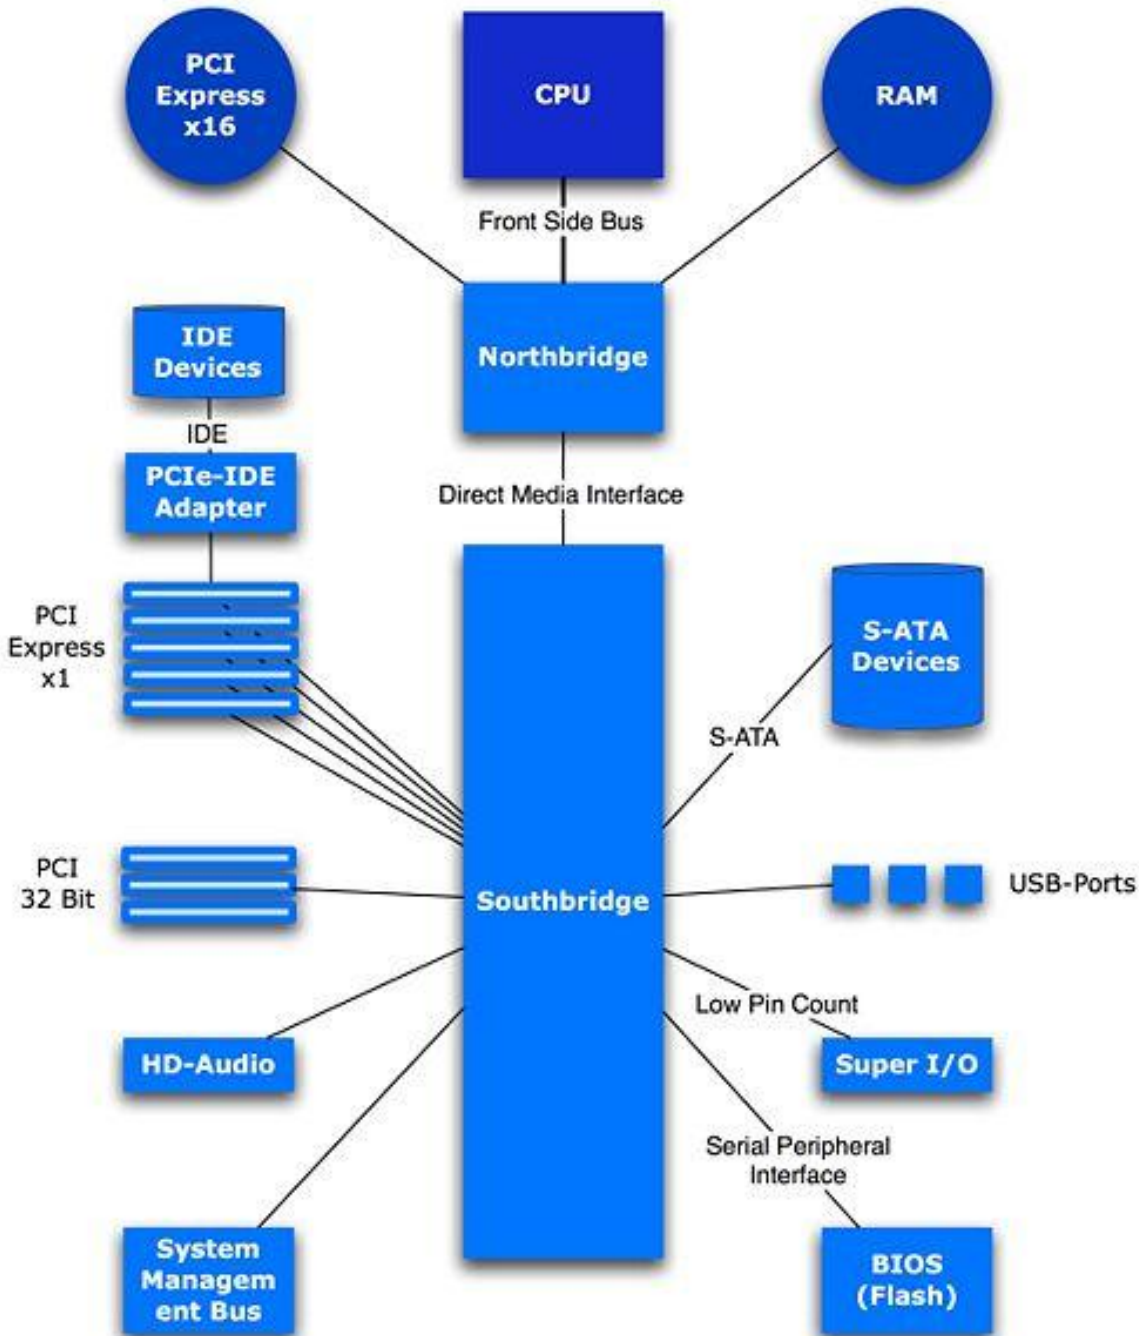 PCI
Express
x16
CPU
RAM
Front Side Bus
IDE
Devices
Northbridge
IDE
PCIe-IDE
Adapter
Direct Media Interface
PCI
Express
x1
S-ATA
Devices
S-ATA
PCI
32 Bit
Southbridge
USB-Ports
Low Pin Count
HD-Audio
Super I/O
Serial Peripheral
Interface
System
Managem
ent Bus
BIOS
(Flash)